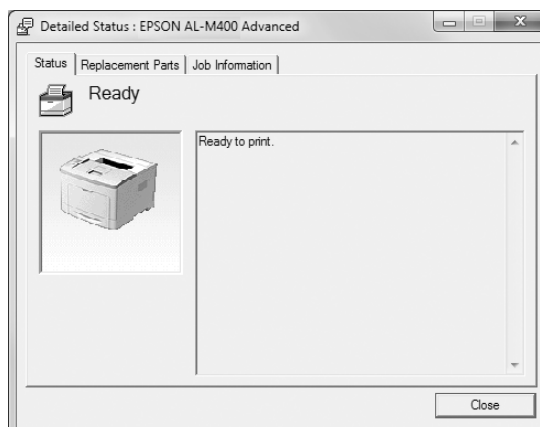 Detailed Status : EPSON AL-M400 Advanced
Status Replacement Parts Job Information
Ready
Ready to print.
Close